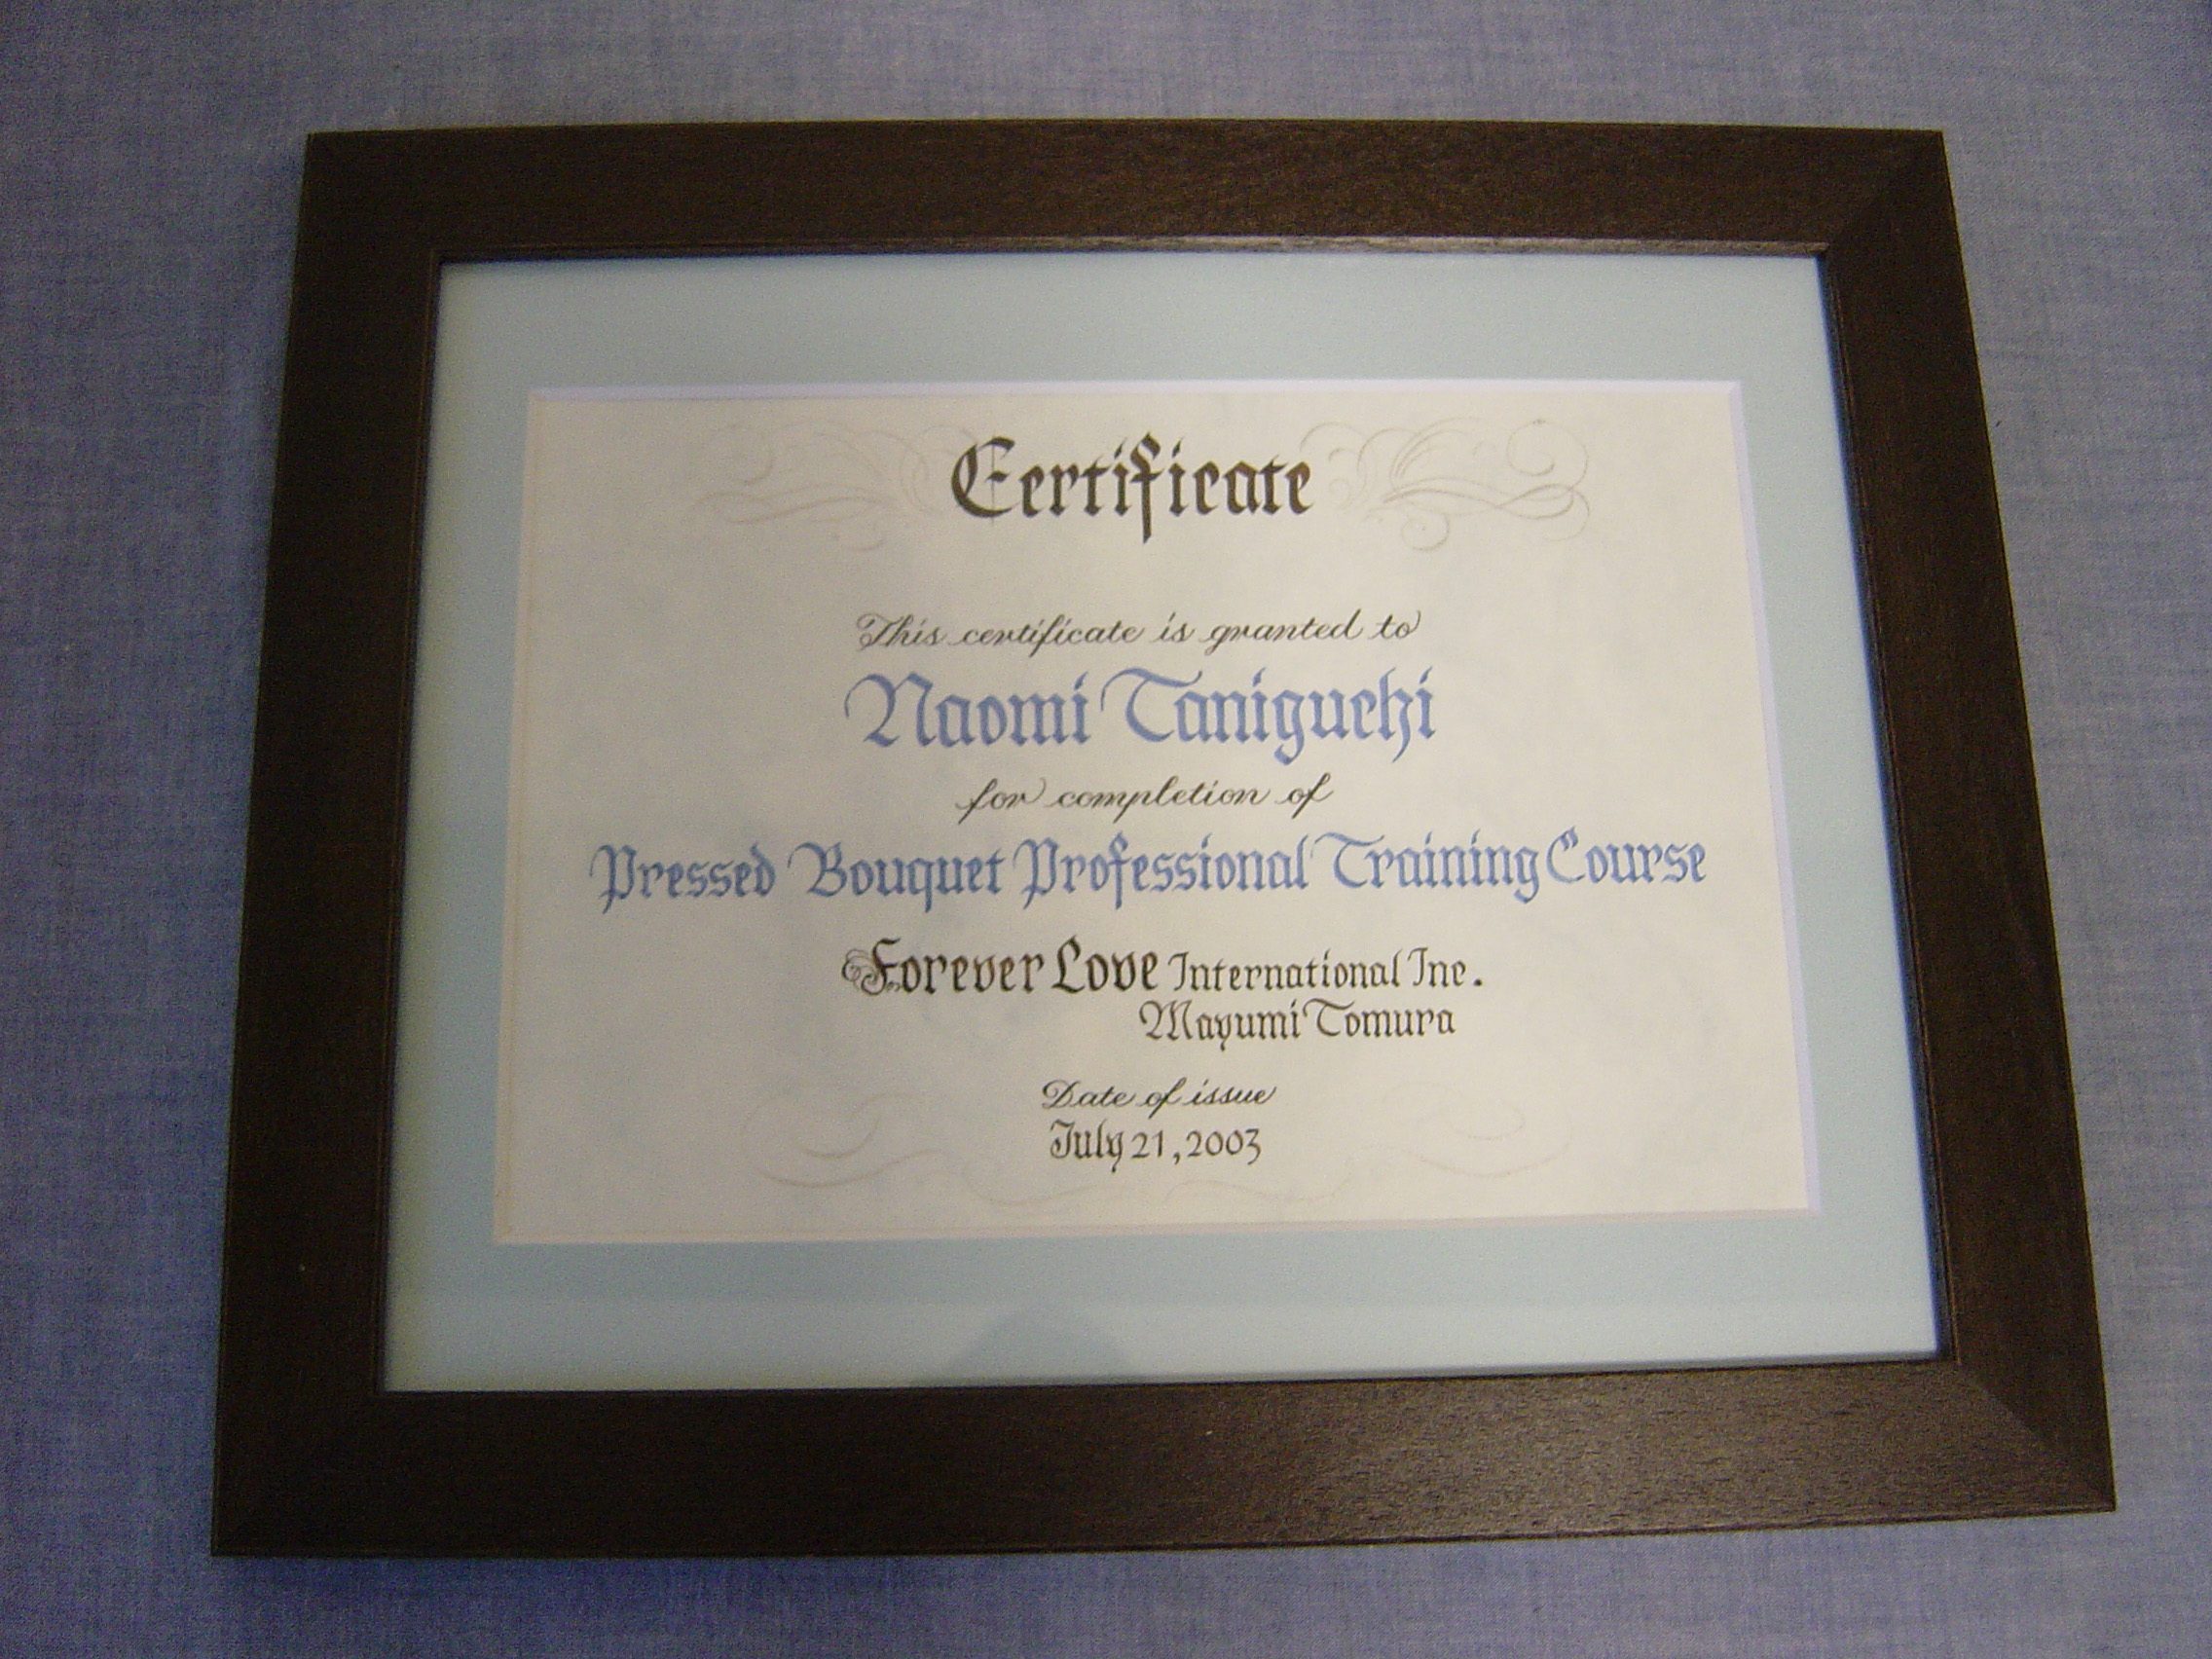 Certificate
This certificate is granted to
Naomi Taniguchi
for completion of
Pressed Bouquet Professional Training Course
Forever Love International Inc.
Mayumi Tomura
Date of issue
July 21, 2003